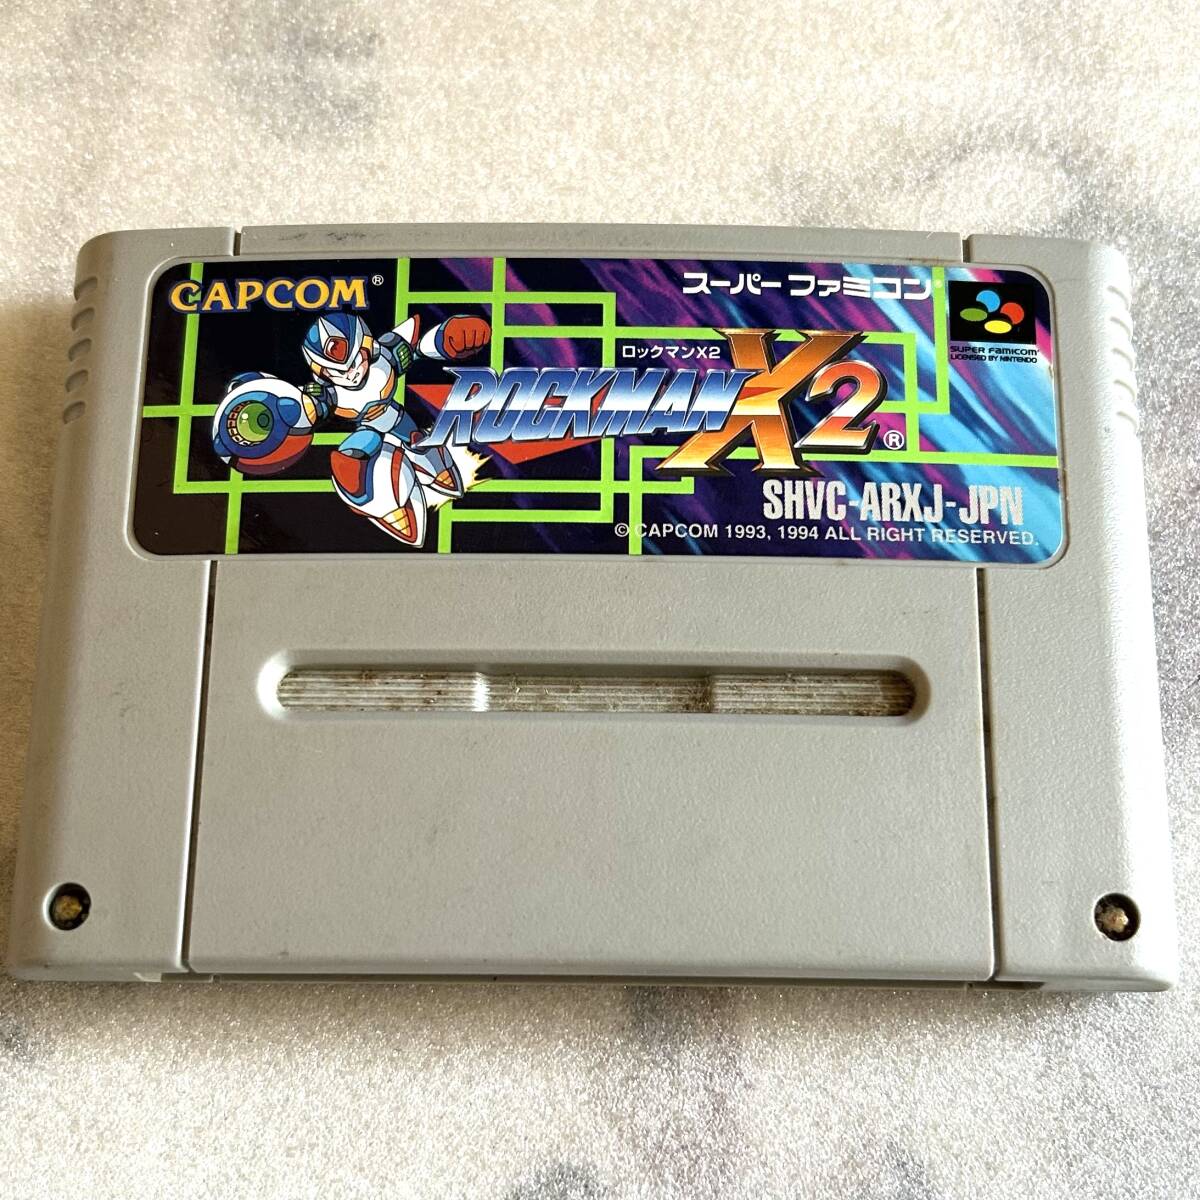 CAPCOM®
スーパーファミコン®
SUPER FAMICOM®
LICENSED BY NINTENDO
ロックマンX2
ROCKMAN X2®
SHVC-ARXJ-JPN
© CAPCOM 1993, 1994 ALL RIGHT RESERVED.